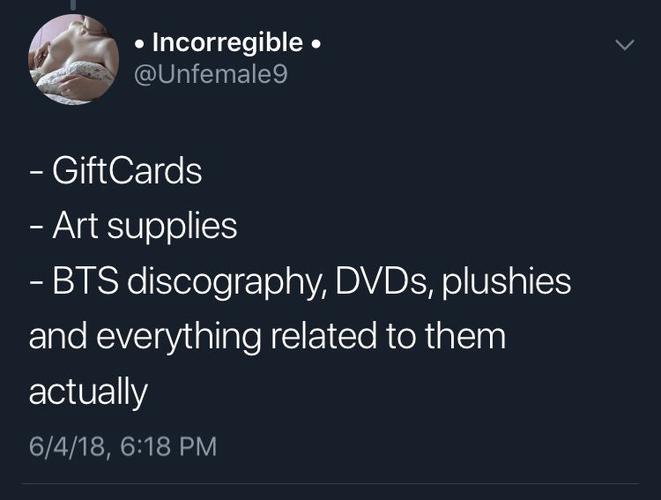 • Incorregible •
@Unfemale9
- GiftCards
- Art supplies
- BTS discography, DVDs, plushies
and everything related to them
actually
6/4/18, 6:18 PM